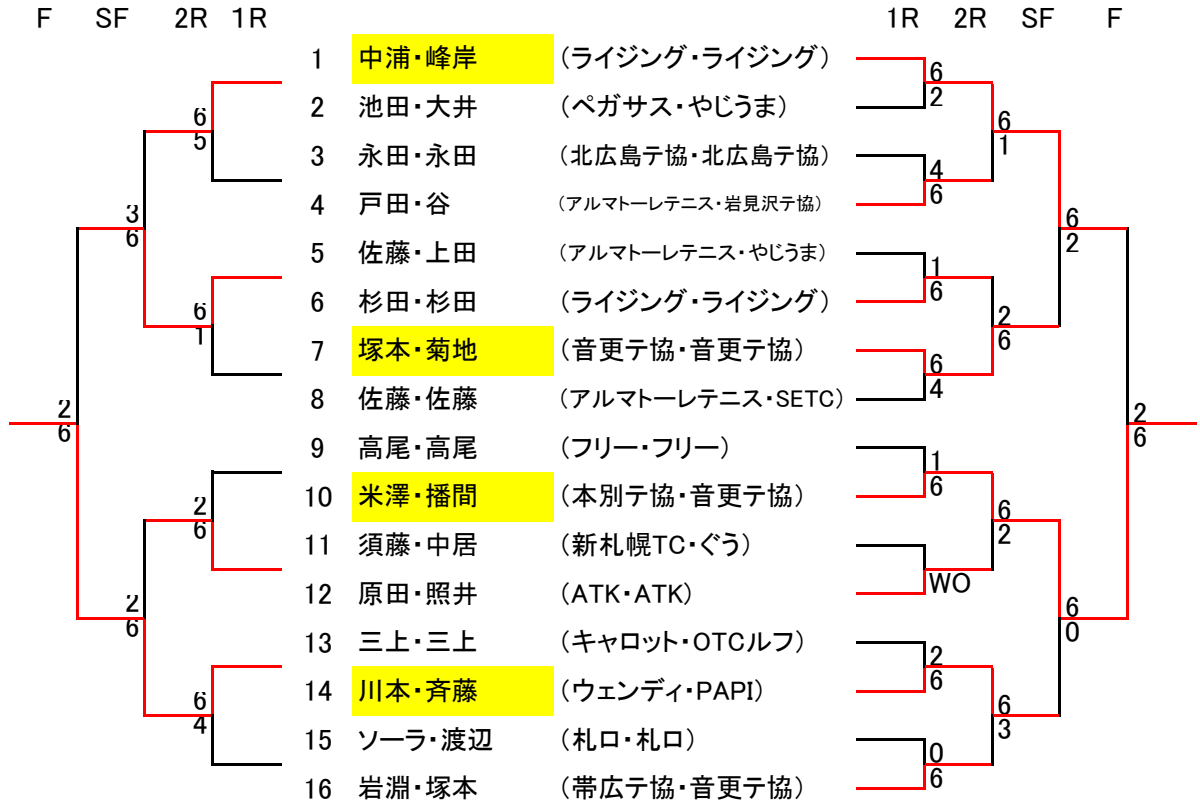 F SF 2R 1R 1R 2R SF F
1 中浦・峰岸 (ライジング・ライジング)
6
2
2 池田・大井 (ペガサス・やじうま)
6
5
6
1
3 永田・永田 (北広島テ協・北広島テ協)
4
6
4 戸田・谷 (アルマトーレテニス・岩見沢テ協)
3
6
6
2
5 佐藤・上田 (アルマトーレテニス・やじうま)
1
6
6 杉田・杉田 (ライジング・ライジング)
6
1
2
6
7 塚本・菊地 (音更テ協・音更テ協)
6
4
8 佐藤・佐藤 (アルマトーレテニス・SETC)
2
6
2
6
9 高尾・高尾 (フリー・フリー)
1
6
10 米澤・播間 (本別テ協・音更テ協)
2
6
6
2
11 須藤・中居 (新札幌TC・ぐう)
WO
12 原田・照井 (ATK・ATK)
2
6
6
0
13 三上・三上 (キャロット・OTCルフ)
2
6
14 川本・斉藤 (ウェンディ・PAPI)
6
4
6
3
15 ソーラ・渡辺 (札ロ・札ロ)
0
6
16 岩淵・塚本 (帯広テ協・音更テ協)